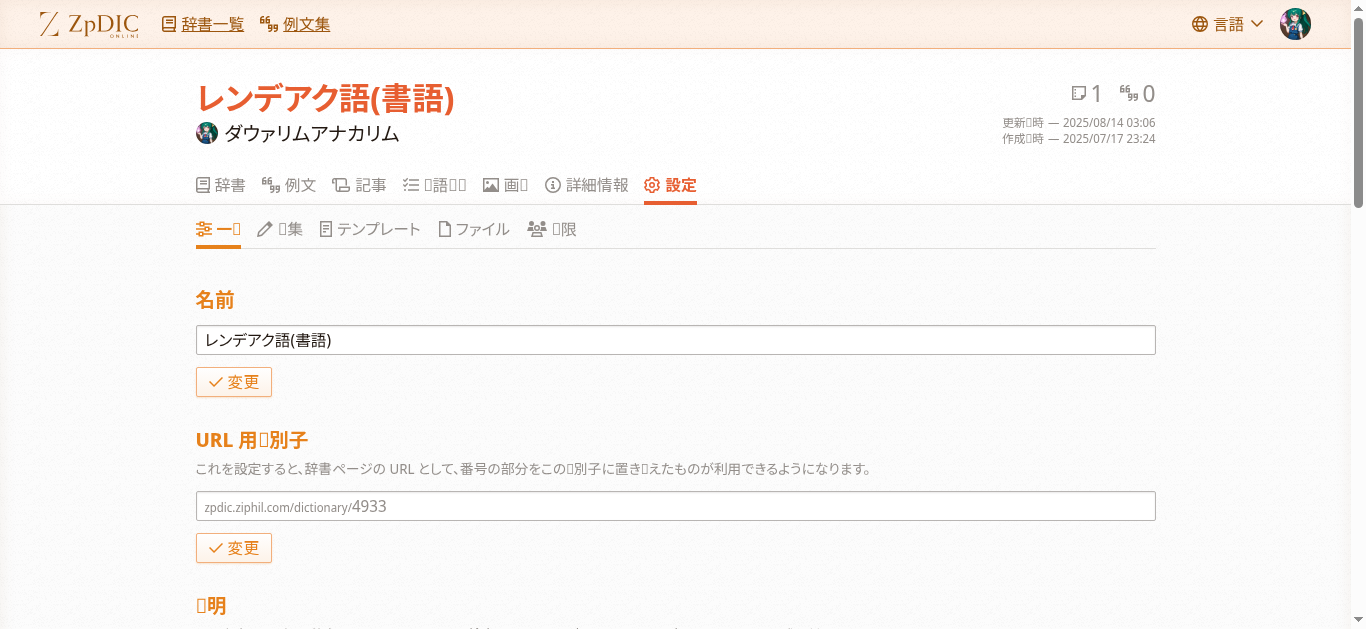 ZpDIC ONLINE 辞書一覧 例文集 言語
レンデアク語(書語)
1 0
ダウァリムアナカリム
更新時 — 2025/08/14 03:06
作成時 — 2025/07/17 23:24
辞書 例文 記事 語 画 詳細情報 設定
一 集 テンプレート ファイル 限
名前
レンデアク語(書語)
変更
URL 用別子
これを設定すると、辞書ページの URL として、番号の部分をこの別子に置きえたものが利用できるようになります。
zpdic.ziphil.com/dictionary/4933
変更
明